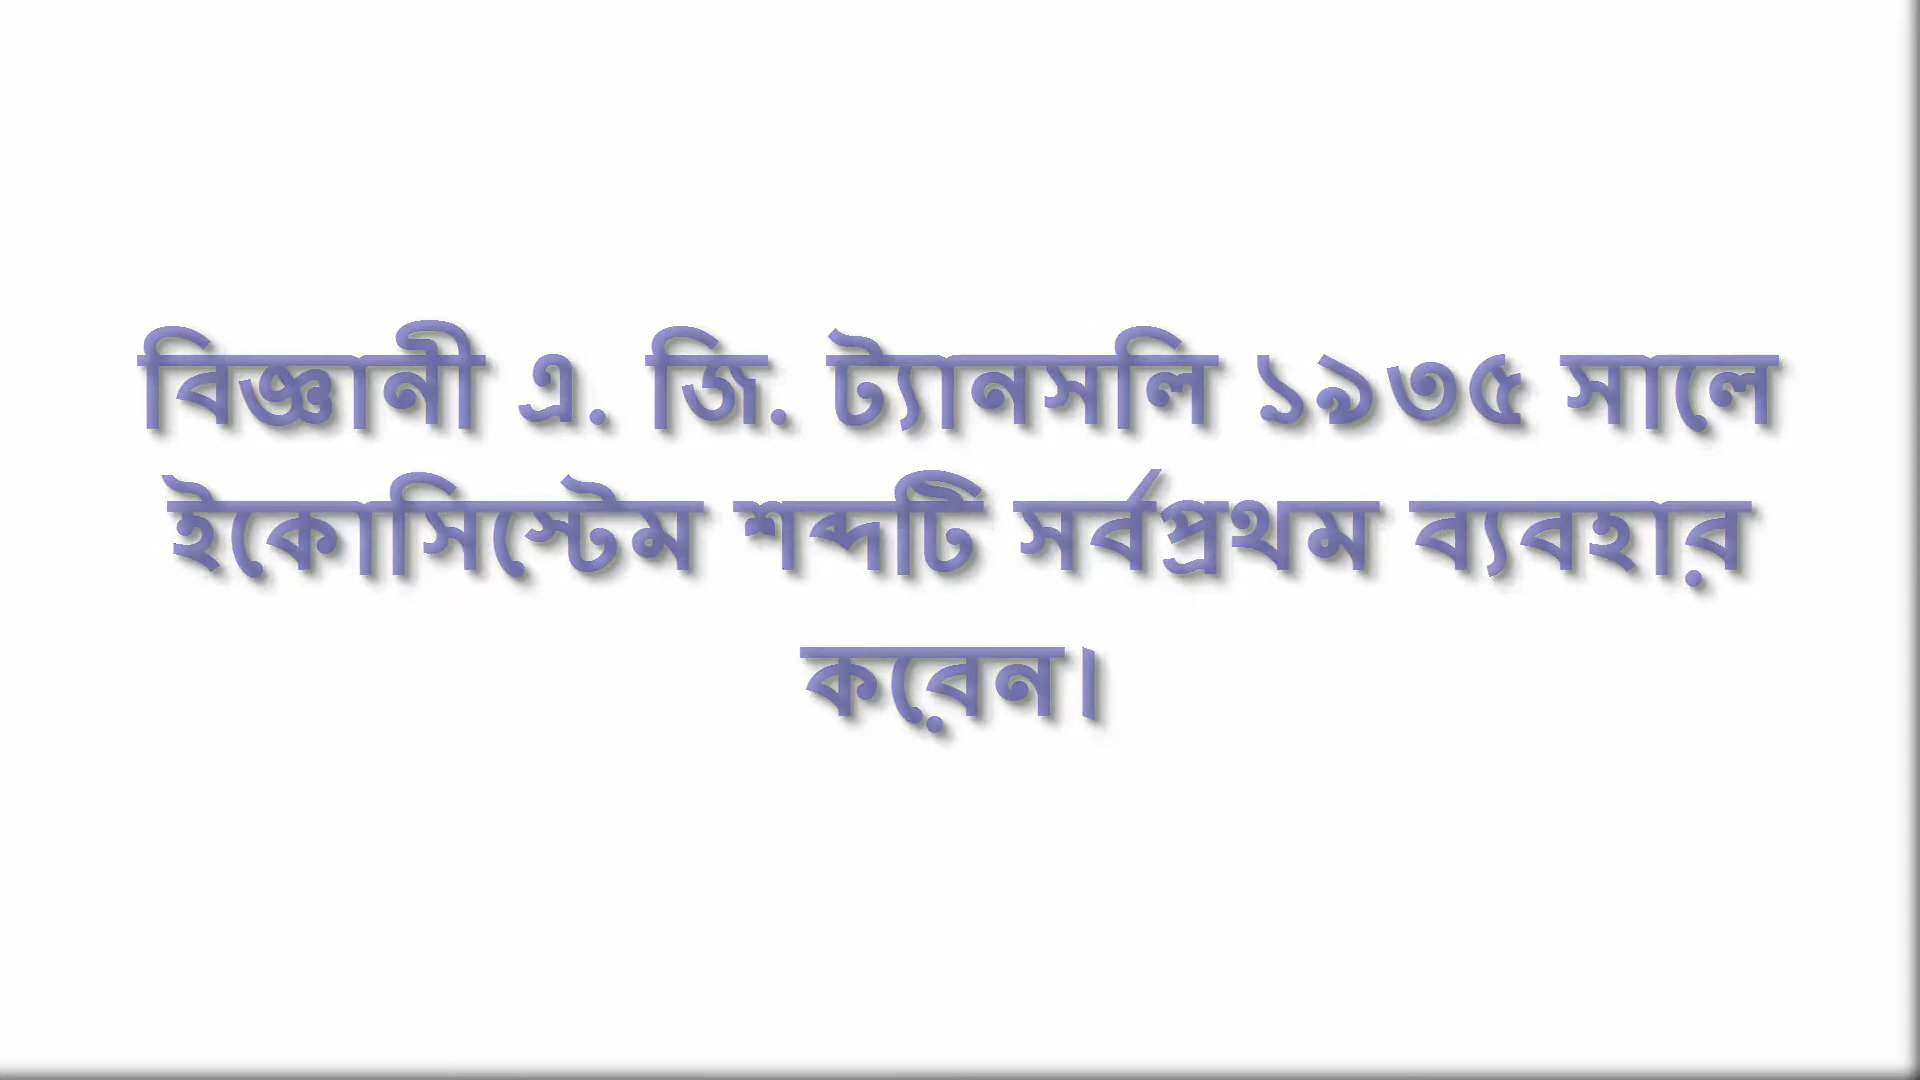 বিজ্ঞানী এ. জি. ট্যানসলি ১৯৩৫ সালে
ইকোসিস্টেম শব্দটি সর্বপ্রথম ব্যবহার
করেন।